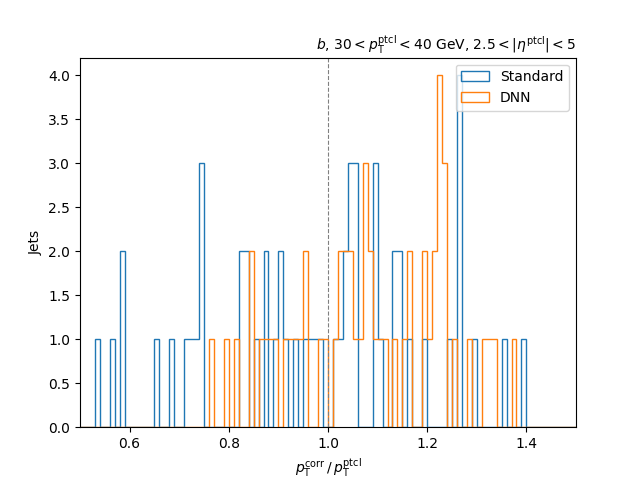 b, 30 < p_T^ptcl < 40 GeV, 2.5 < |η^ptcl| < 5
Standard
DNN
4.0
3.5
3.0
2.5
2.0
1.5
1.0
0.5
0.0
Jets
0.6 0.8 1.0 1.2 1.4
p_T^corr / p_T^ptcl